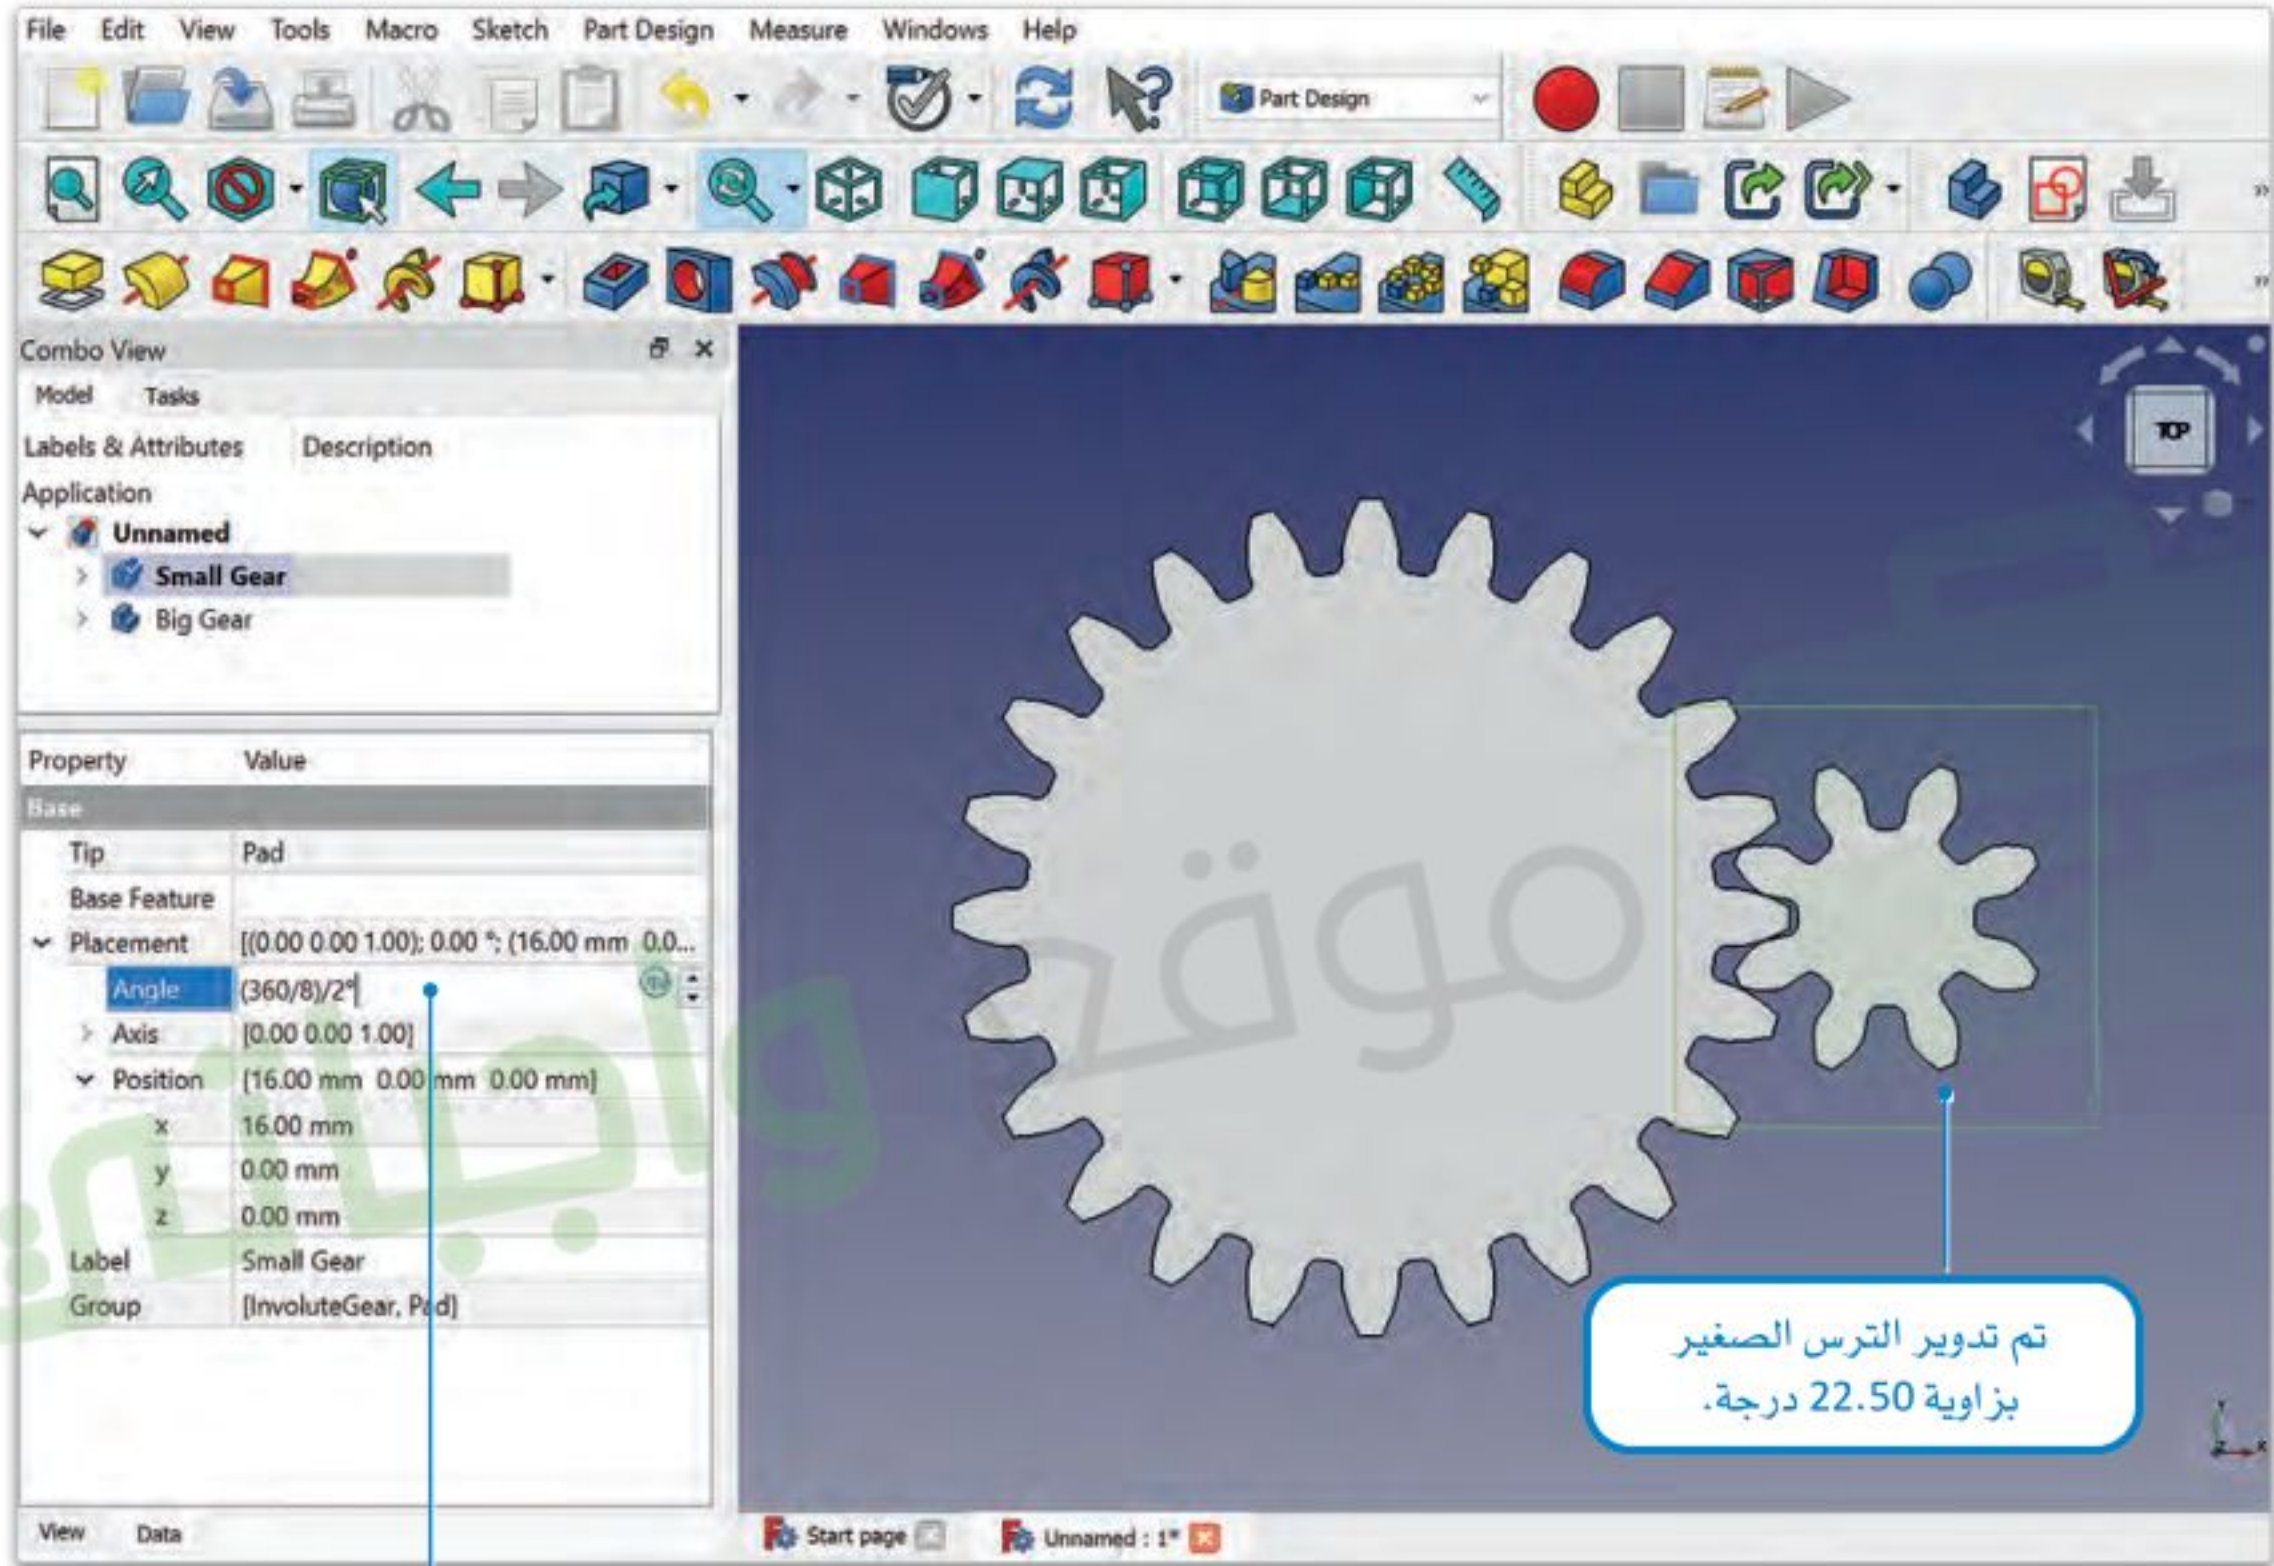 File Edit View Tools Macro Sketch Part Design Measure Windows Help
Part Design
Combo View
Model Tasks
Labels & Attributes Description
Application
Unnamed
Small Gear
Big Gear
Property Value
Base
Tip Pad
Base Feature
Placement [(0.00 0.00 1.00); 0.00 °; (16.00 mm 0.0...
Angle (360/8)/2°
Axis [0.00 0.00 1.00]
Position [16.00 mm 0.00 mm 0.00 mm]
x 16.00 mm
y 0.00 mm
z 0.00 mm
Label Small Gear
Group [InvoluteGear, Pad]
View Data
TOP
موقع
واجباتي
تم تدوير الترس الصغير
بزاوية 22.50 درجة.
Y
Z X
Start page
Unnamed : 1*